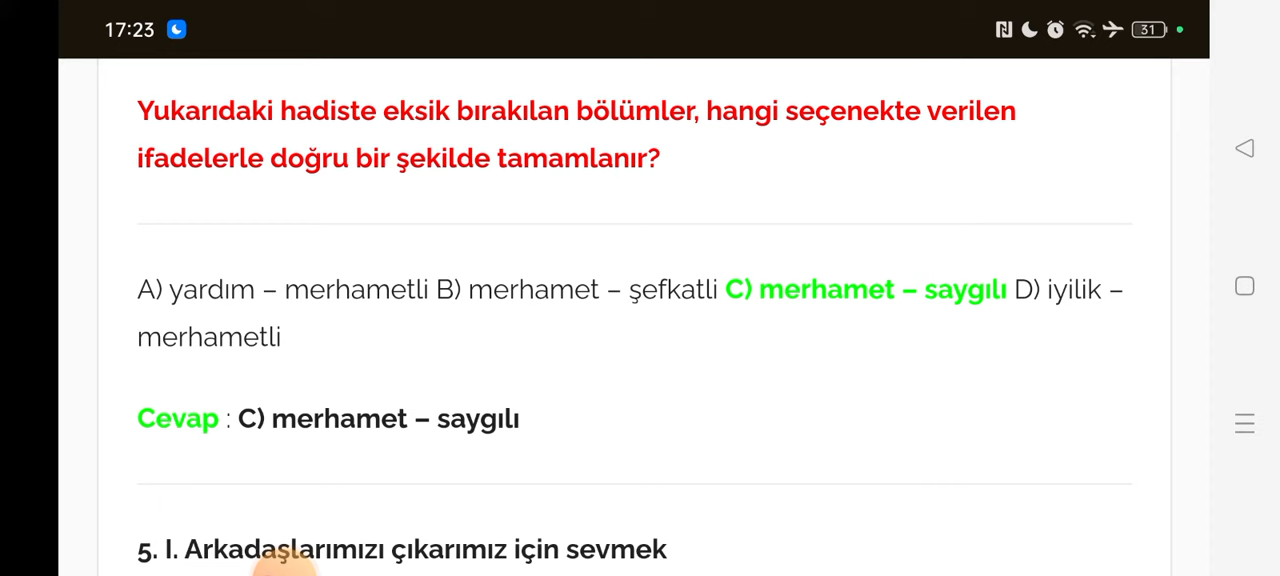 17:23
31
Yukarıdaki hadiste eksik bırakılan bölümler, hangi seçenekte verilen
ifadelerle doğru bir şekilde tamamlanır?
A) yardım – merhametli B) merhamet – şefkatli C) merhamet – saygılı D) iyilik –
merhametli
Cevap : C) merhamet – saygılı
5. I. Arkadaşlarımızı çıkarımız için sevmek